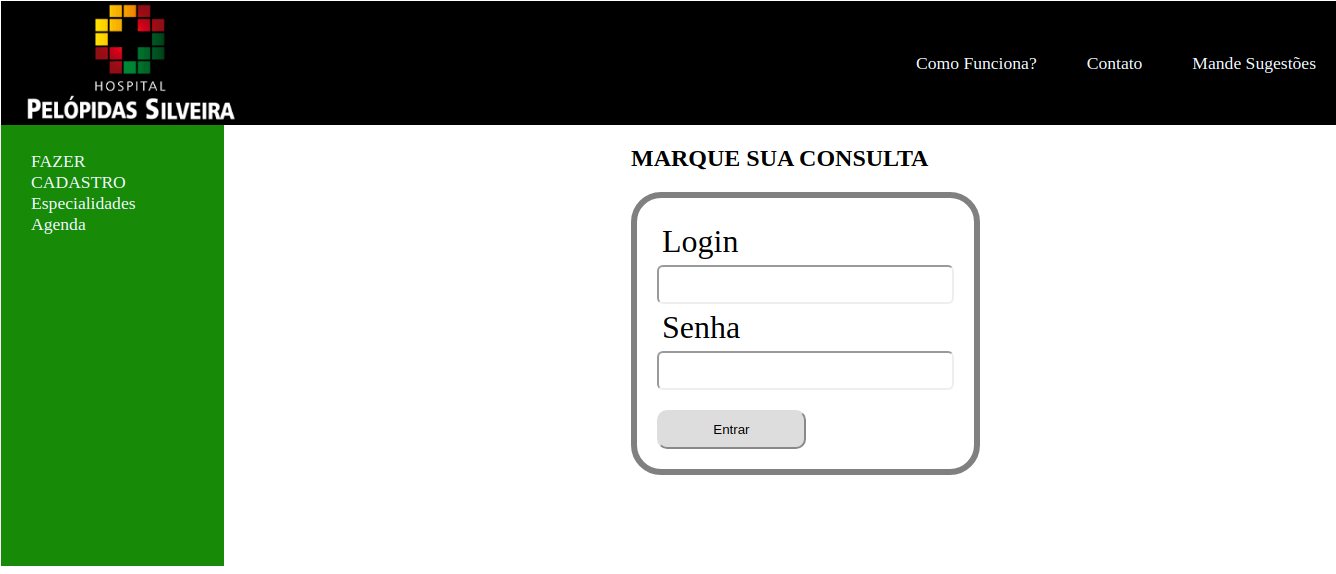 HOSPITAL
PELÓPIDAS SILVEIRA
Como Funciona? Contato Mande Sugestões
FAZER
CADASTRO
Especialidades
Agenda
MARQUE SUA CONSULTA
Login
Senha
Entrar